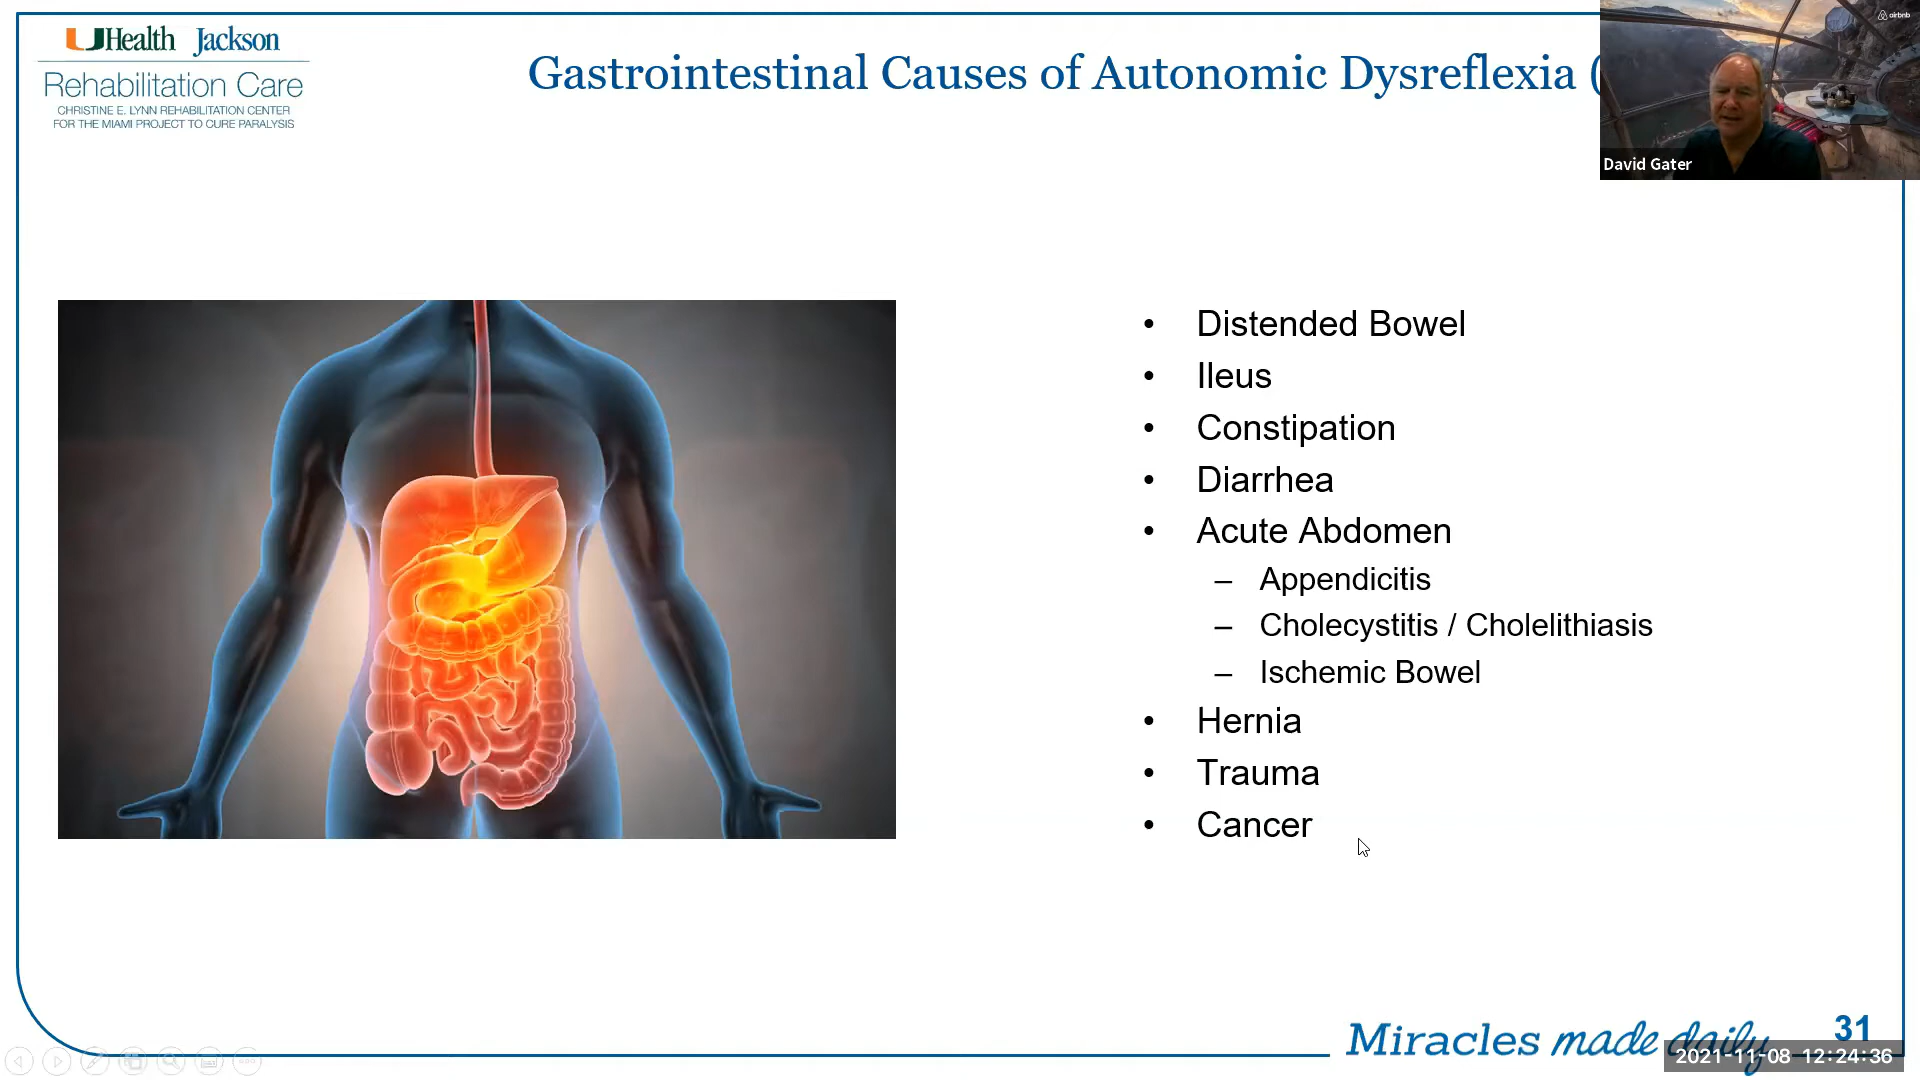 UHealth Jackson
Rehabilitation Care
CHRISTINE E. LYNN REHABILITATION CENTER
FOR THE MIAMI PROJECT TO CURE PARALYSIS
Gastrointestinal Causes of Autonomic Dysreflexia (
airbnb
David Gater
• Distended Bowel
• Ileus
• Constipation
• Diarrhea
• Acute Abdomen
– Appendicitis
– Cholecystitis / Cholelithiasis
– Ischemic Bowel
• Hernia
• Trauma
• Cancer
Miracles made daily
31
2021-11-08 12:24:36